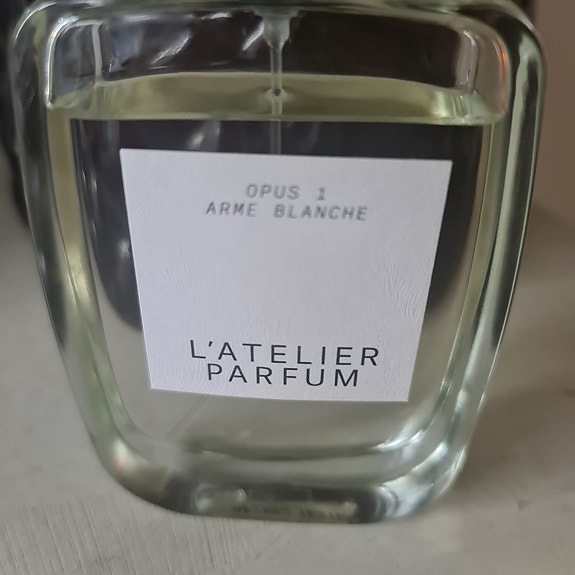 OPUS 1
ARME BLANCHE
L'ATELIER
PARFUM